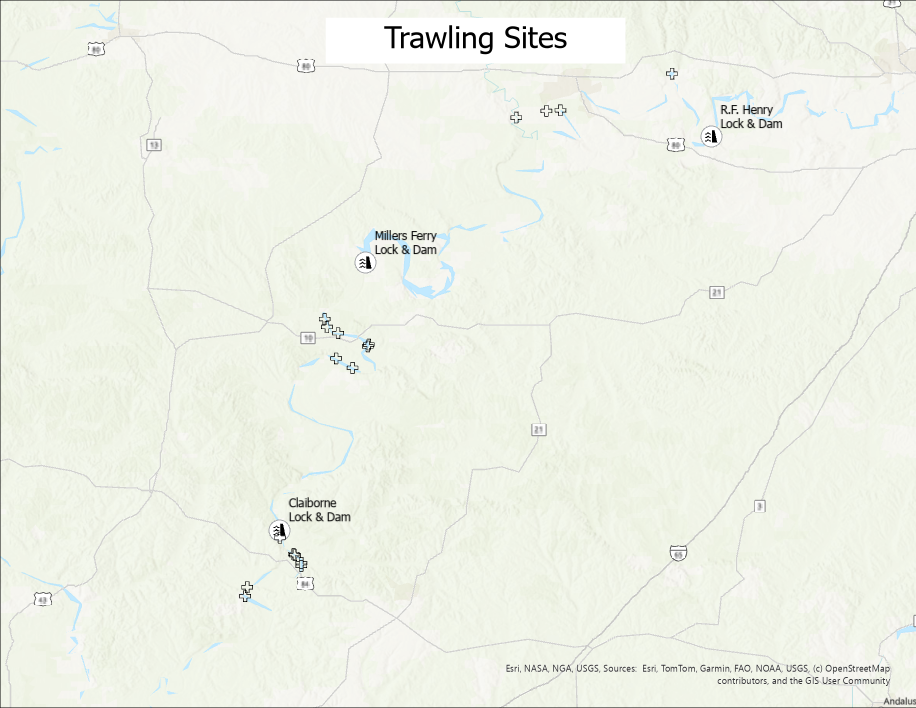 Trawling Sites
80
80
R.F. Henry
Lock & Dam
80
13
Millers Ferry
Lock & Dam
21
10
21
Claiborne
Lock & Dam
3
65
84
43
Esri, NASA, NGA, USGS, Sources: Esri, TomTom, Garmin, FAO, NOAA, USGS, (c) OpenStreetMap
contributors, and the GIS User Community
Andalus